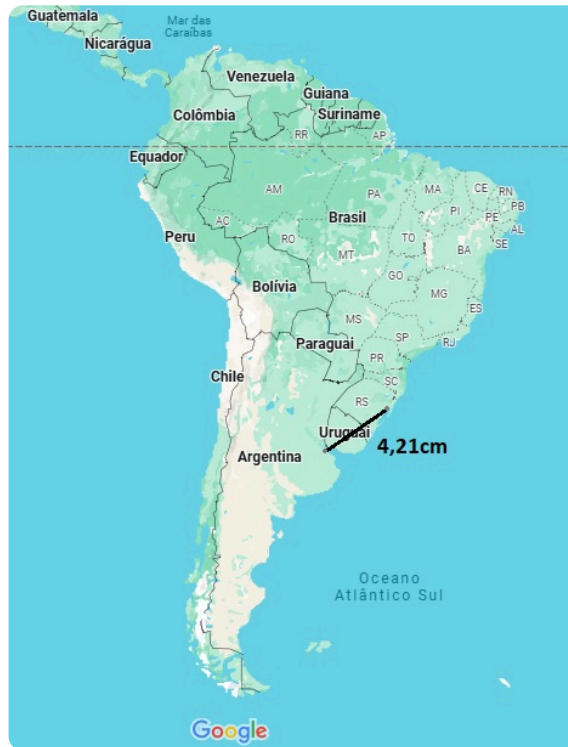 Guatemala
Mar das
Caraíbas
Nicarágua
Venezuela
Guiana
Colômbia
Suriname
RR
AP
Equador
AM
PA
MA
CE
RN
PB
PI
PE
AL
AC
Brasil
TO
SE
Peru
RO
MT
BA
GO
Bolívia
MG
MS
ES
SP
Paraguai
RJ
PR
Chile
SC
RS
Uruguai
4,21cm
Argentina
Oceano
Atlântico Sul
Google